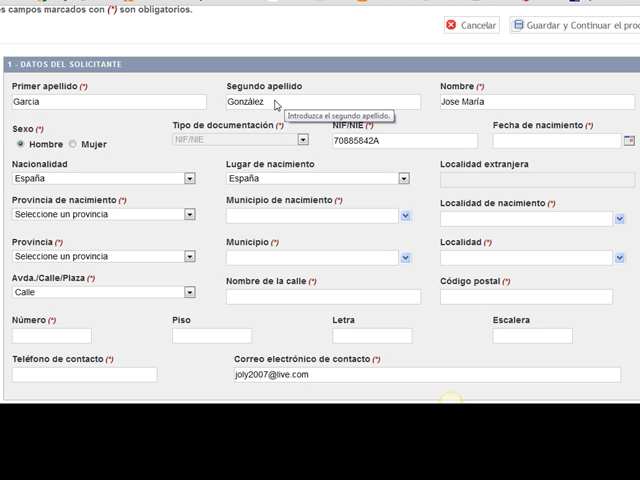 s campos marcados con (*) son obligatorios.
Cancelar
Guardar y Continuar el proc
1 - DATOS DEL SOLICITANTE
Primer apellido (*) Segundo apellido Nombre (*)
Garcia González Jose María
Introduzca el segundo apellido.
Sexo (*) Tipo de documentación (*) NIF/NIE (*) Fecha de nacimiento (*)
Hombre Mujer NIF/NIE 70885842A
Nacionalidad Lugar de nacimiento Localidad extranjera
España España
Provincia de nacimiento (*) Municipio de nacimiento (*) Localidad de nacimiento (*)
Seleccione un provincia
Provincia (*) Municipio (*) Localidad (*)
Seleccione un provincia
Avda./Calle/Plaza (*) Nombre de la calle (*) Código postal (*)
Calle
Número (*) Piso Letra Escalera
Teléfono de contacto (*) Correo electrónico de contacto (*)
joly2007@live.com